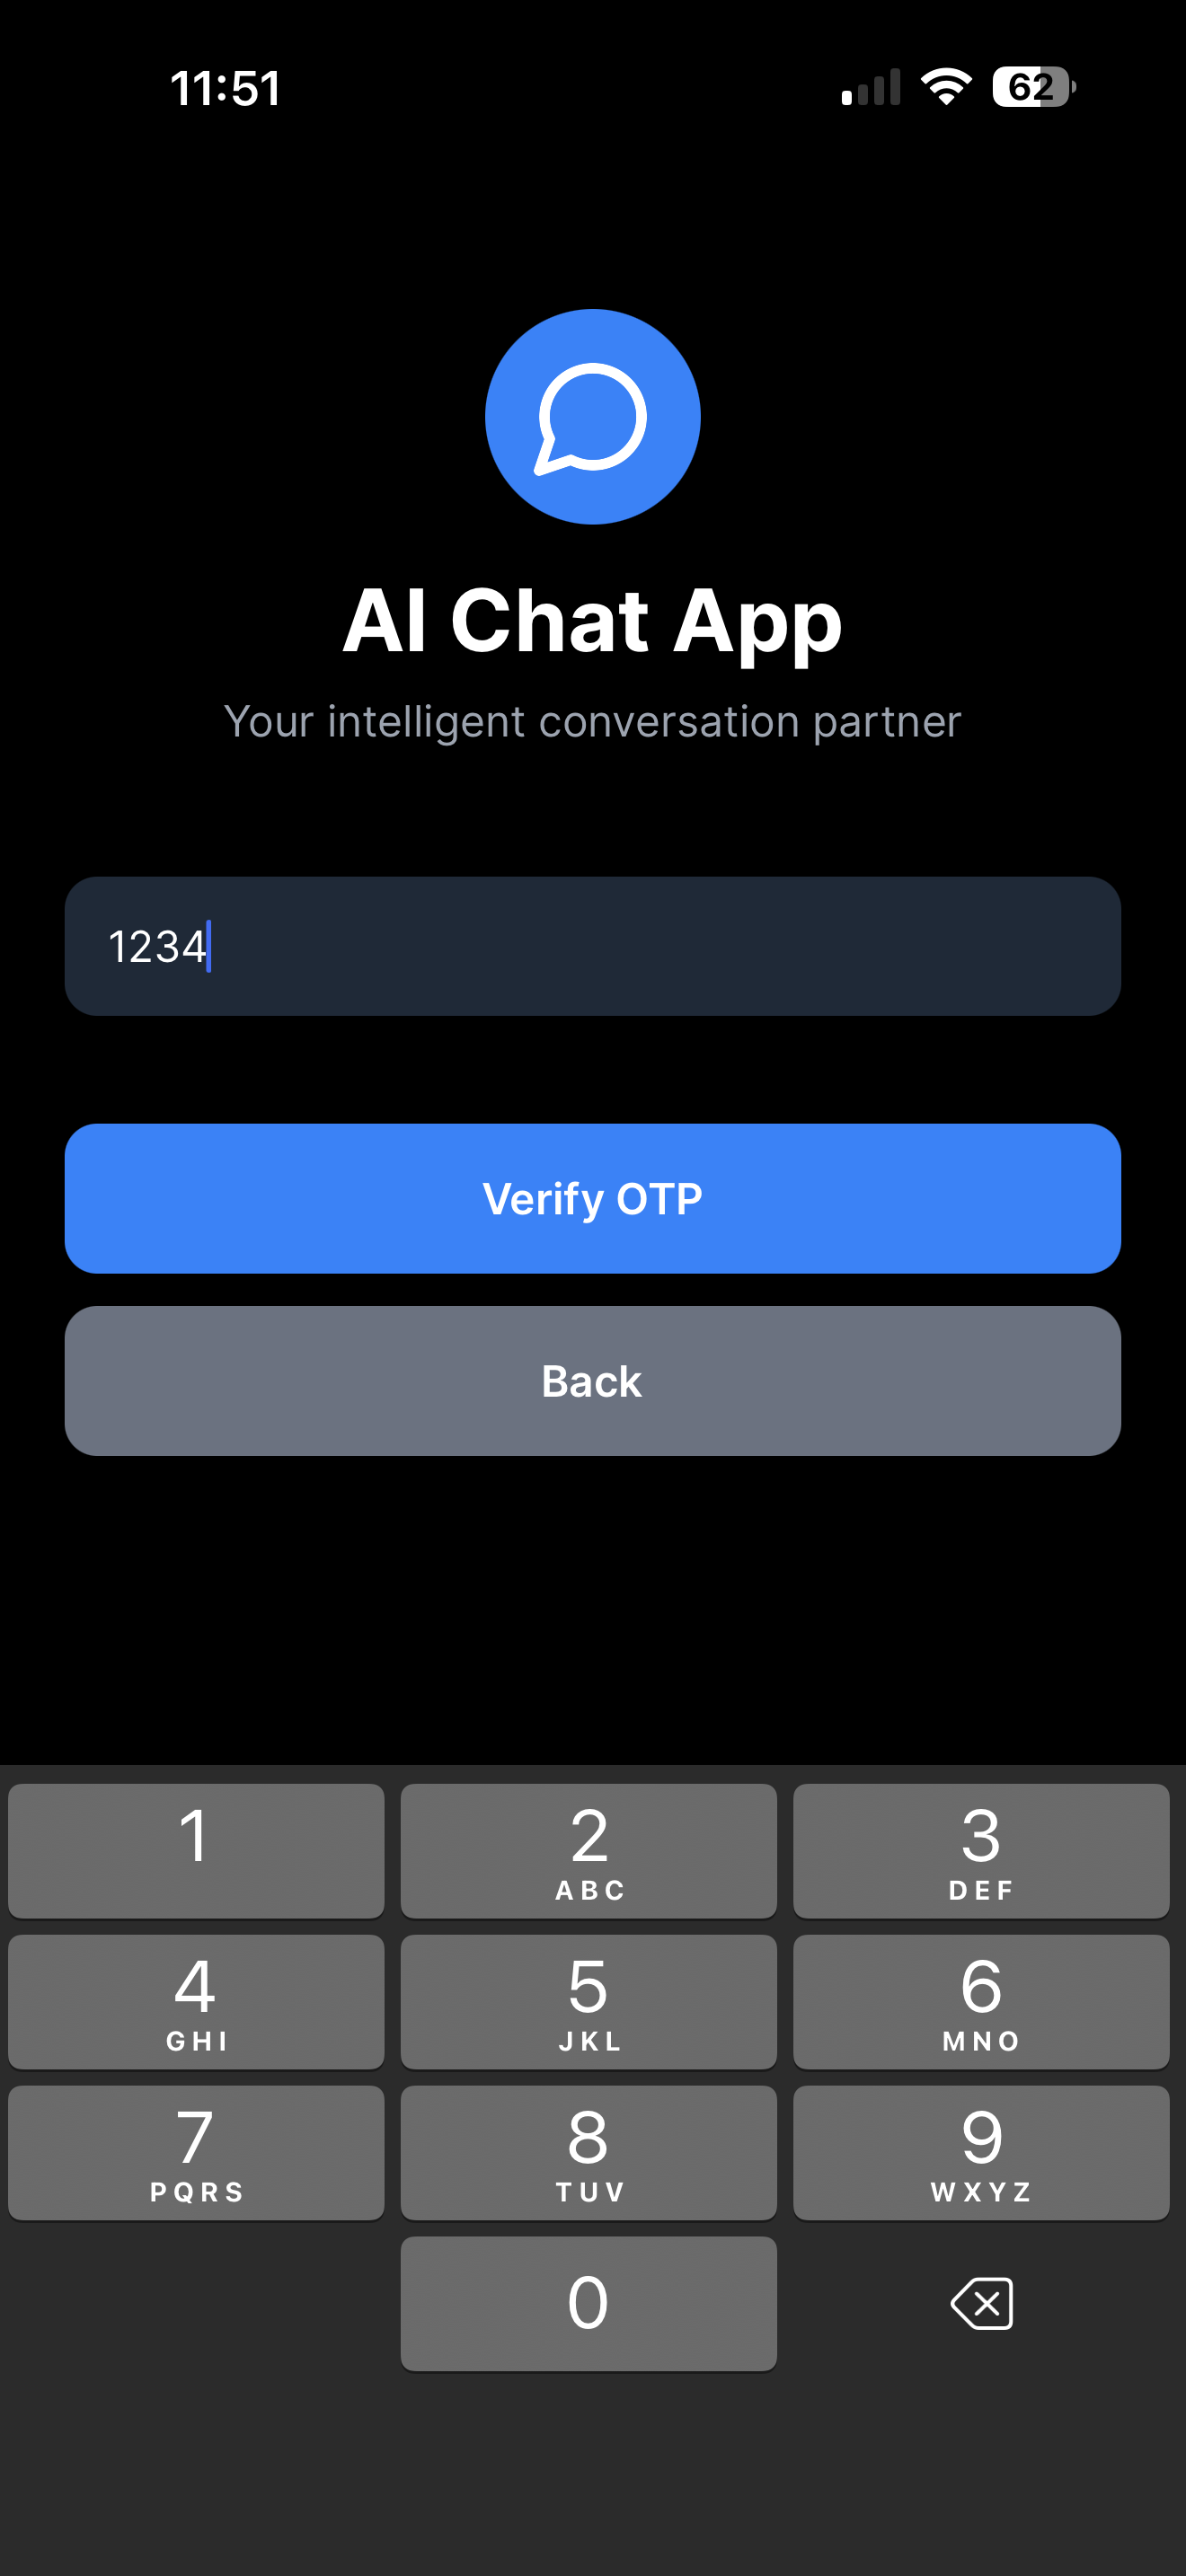 11:51
62
AI Chat App
Your intelligent conversation partner
1234
Verify OTP
Back
1
2
ABC
3
DEF
4
GHI
5
JKL
6
MNO
7
PQRS
8
TUV
9
WXYZ
0